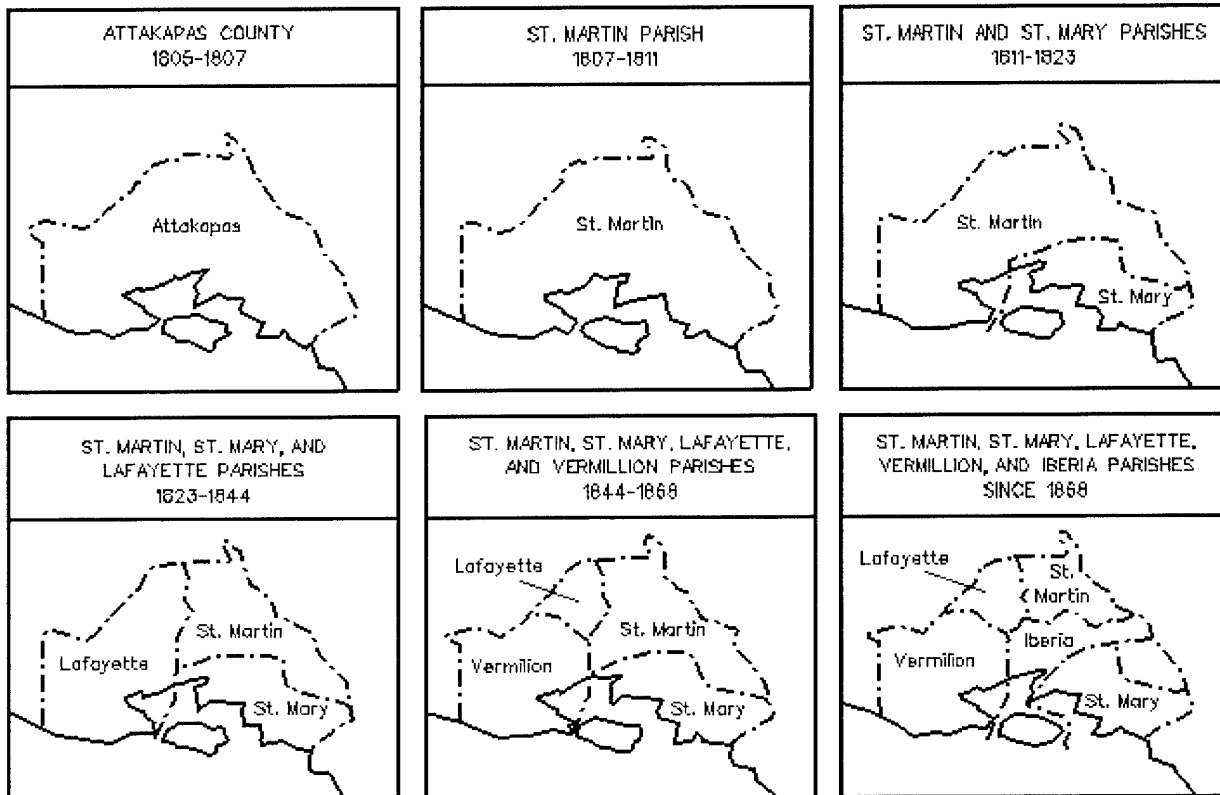 ATTAKAPAS COUNTY
1805-1807
Attakapas
ST. MARTIN PARISH
1807-1811
St. Martin
ST. MARTIN AND ST. MARY PARISHES
1811-1823
St. Martin
St. Mary
ST. MARTIN, ST. MARY, AND
LAFAYETTE PARISHES
1823-1844
St. Martin
Lafayette
St. Mary
ST. MARTIN, ST. MARY, LAFAYETTE,
AND VERMILLION PARISHES
1844-1868
Lafayette
St. Martin
Vermilion
St. Mary
ST. MARTIN, ST. MARY, LAFAYETTE,
VERMILLION, AND IBERIA PARISHES
SINCE 1868
Lafayette
St.
Martin
Iberia
Vermilion
St. Mary